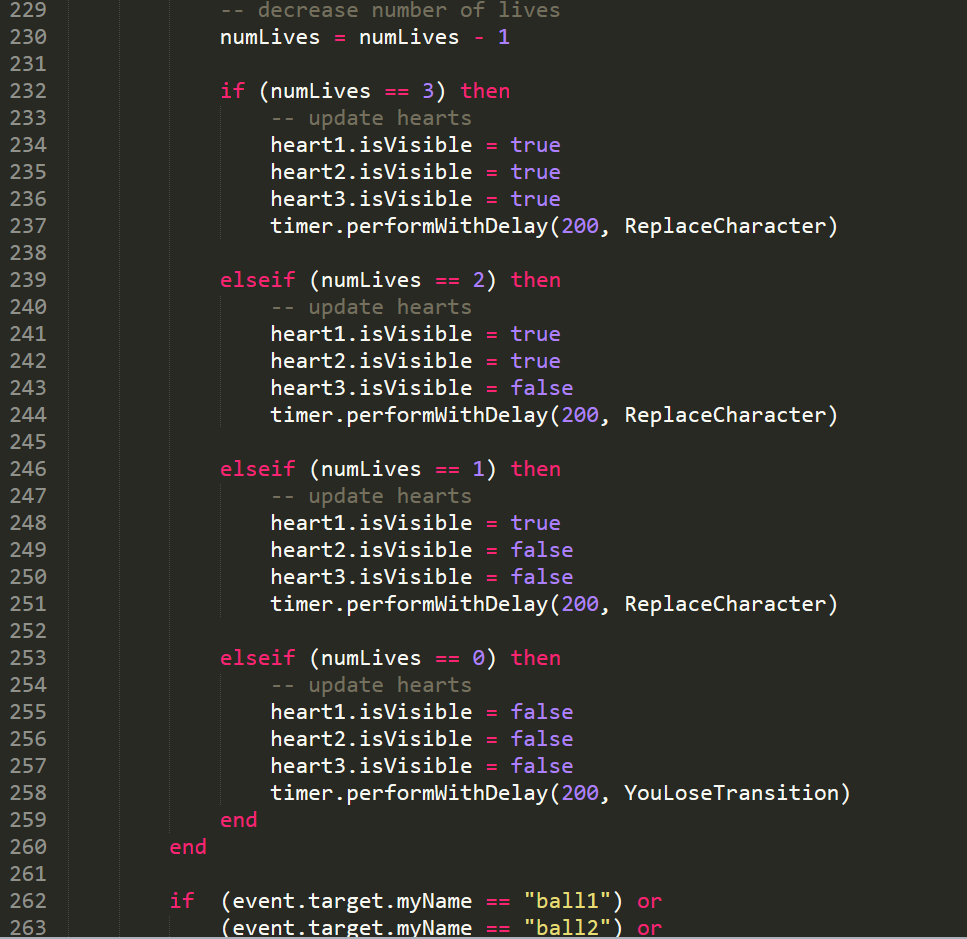 229 -- decrease number of lives
230 numLives = numLives - 1
231
232 if (numLives == 3) then
233 -- update hearts
234 heart1.isVisible = true
235 heart2.isVisible = true
236 heart3.isVisible = true
237 timer.performWithDelay(200, ReplaceCharacter)
238
239 elseif (numLives == 2) then
240 -- update hearts
241 heart1.isVisible = true
242 heart2.isVisible = true
243 heart3.isVisible = false
244 timer.performWithDelay(200, ReplaceCharacter)
245
246 elseif (numLives == 1) then
247 -- update hearts
248 heart1.isVisible = true
249 heart2.isVisible = false
250 heart3.isVisible = false
251 timer.performWithDelay(200, ReplaceCharacter)
252
253 elseif (numLives == 0) then
254 -- update hearts
255 heart1.isVisible = false
256 heart2.isVisible = false
257 heart3.isVisible = false
258 timer.performWithDelay(200, YouLoseTransition)
259 end
260 end
261
262 if (event.target.myName == "ball1") or
263 (event.target.myName == "ball2") or